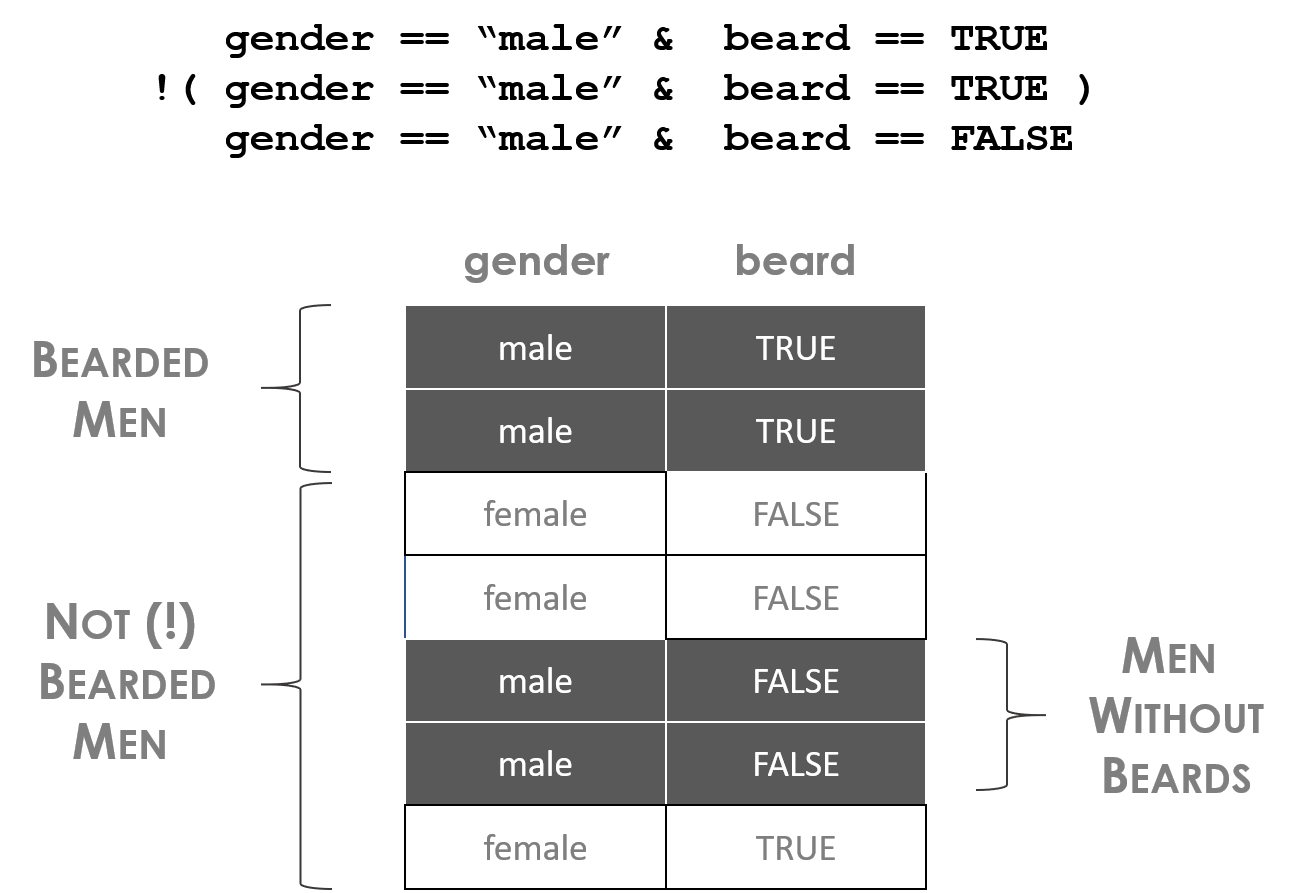 gender == “male” & beard == TRUE
!( gender == “male” & beard == TRUE )
gender == “male” & beard == FALSE
gender beard
BEARDED
MEN
male TRUE
male TRUE
female FALSE
female FALSE
NOT (!)
BEARDED
MEN
male FALSE
male FALSE
female TRUE
MEN
WITHOUT
BEARDS